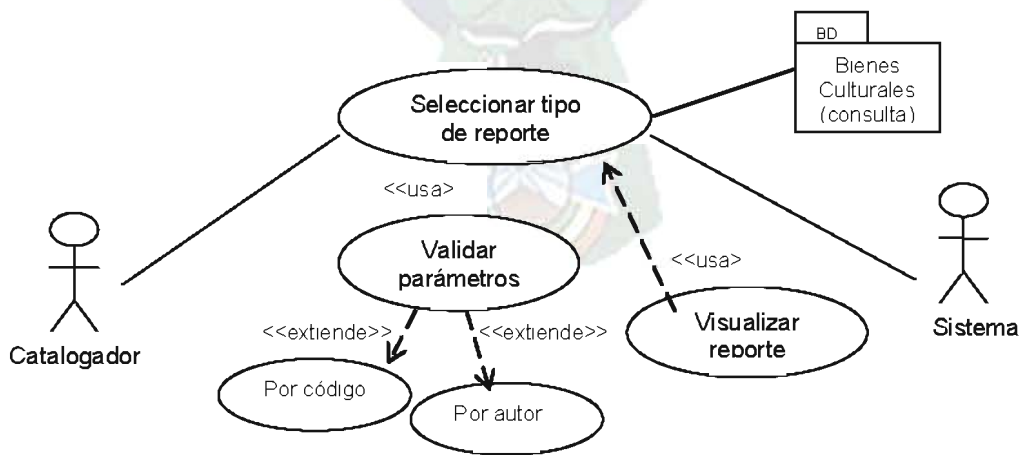 BD
Bienes
Culturales
(consulta)
Seleccionar tipo
de reporte
<<usa>
Validar
parámetros
<<usa>
<<extiende>>
<<extiende>>
Visualizar
reporte
Catalogador
Sistema
Por código
Por autor